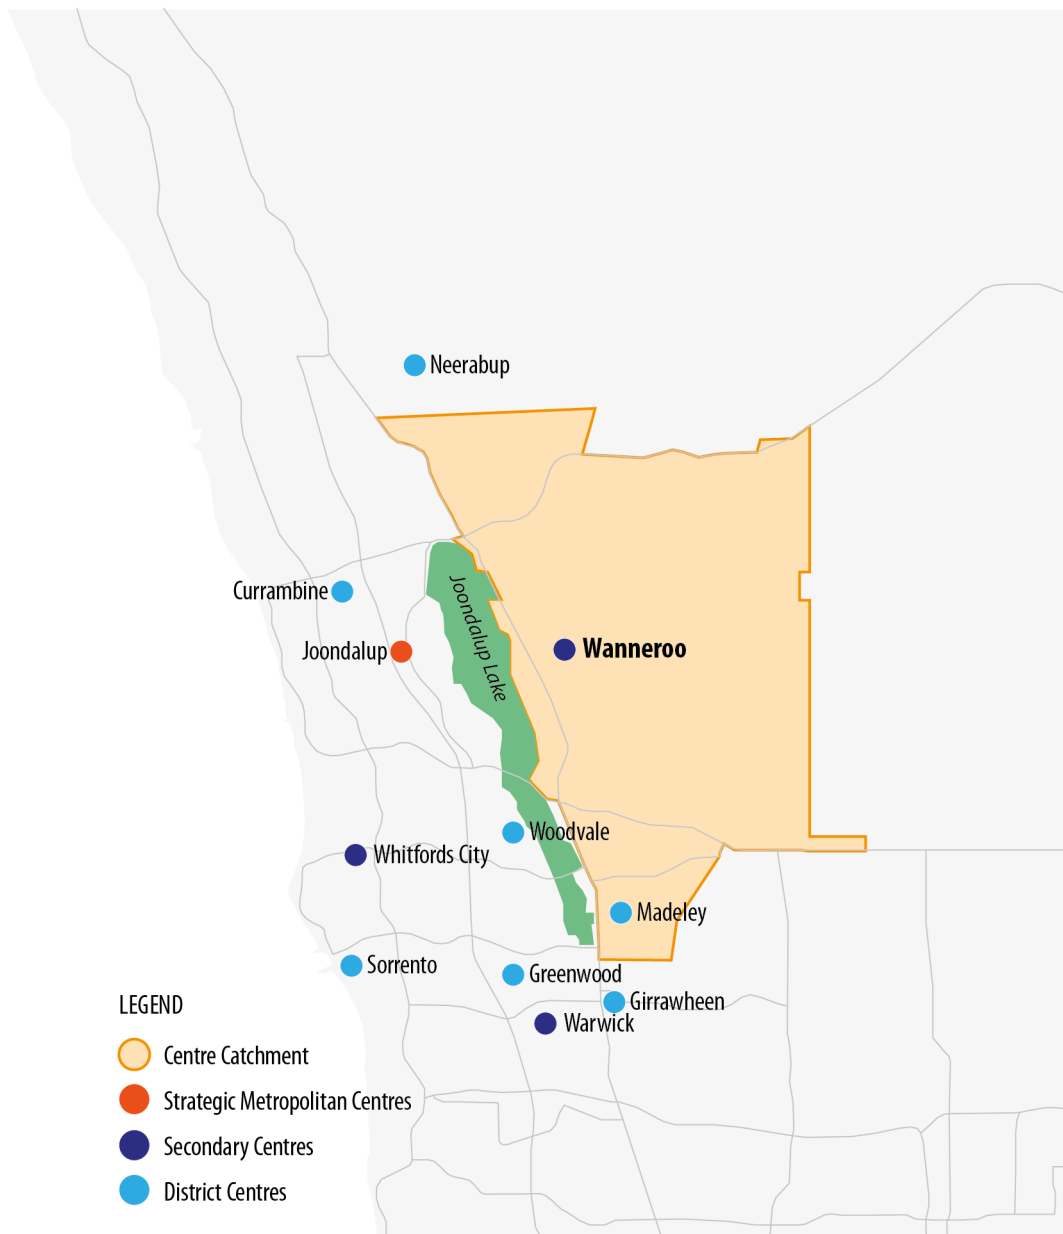 Neerabup
Currambine
Joondalup
Joondalup Lake
Wanneroo
Woodvale
Whitfords City
Madeley
Sorrento
Greenwood
Girrawheen
Warwick
LEGEND
Centre Catchment
Strategic Metropolitan Centres
Secondary Centres
District Centres